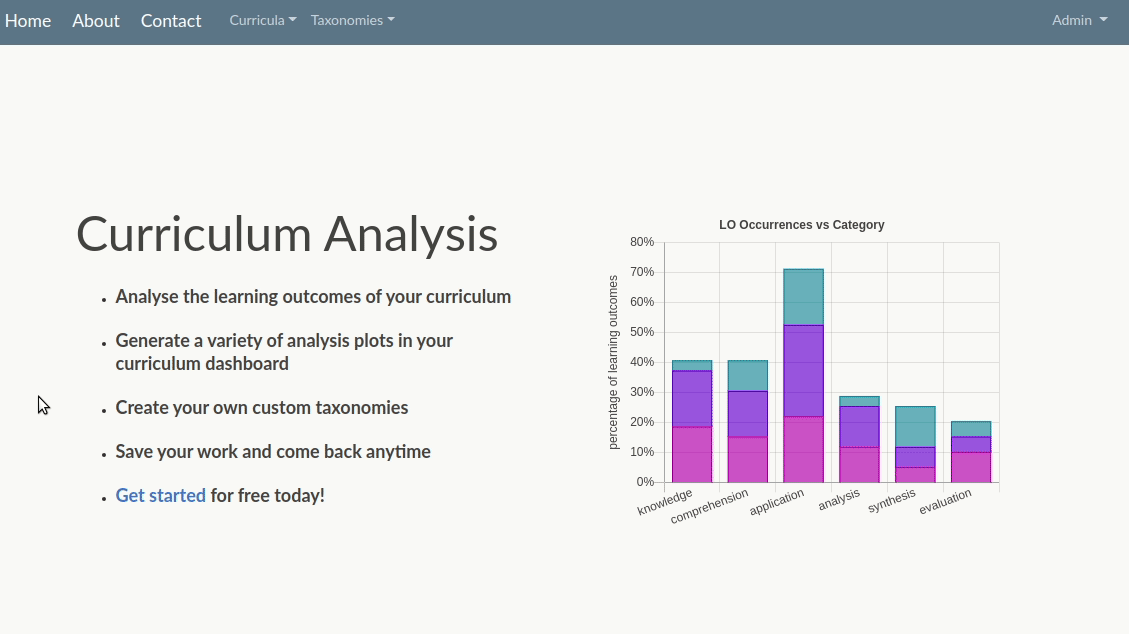 Home About Contact Curricula Taxonomies Admin
Curriculum Analysis
Analyse the learning outcomes of your curriculum
Generate a variety of analysis plots in your
curriculum dashboard
Create your own custom taxonomies
Save your work and come back anytime
Get started for free today!
LO Occurrences vs Category
percentage of learning outcomes
80%
70%
60%
50%
40%
30%
20%
10%
0%
knowledge
comprehension
application
analysis
synthesis
evaluation